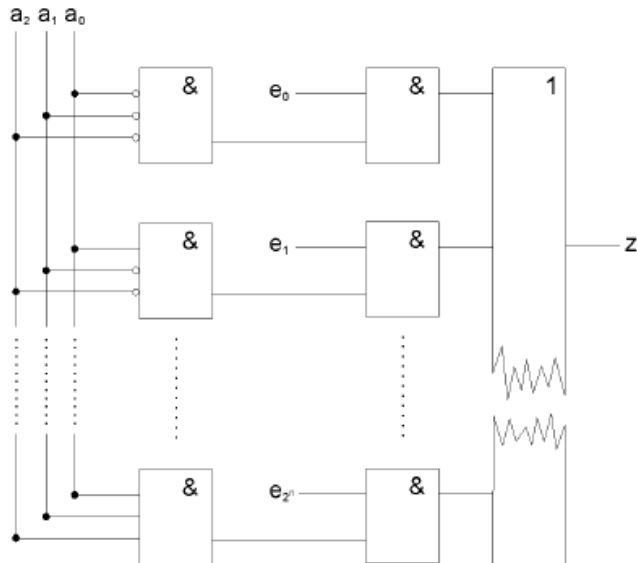 a₂ a₁ a₀
& e₀ & 1
& e₁ & z
& e₂ⁿ &